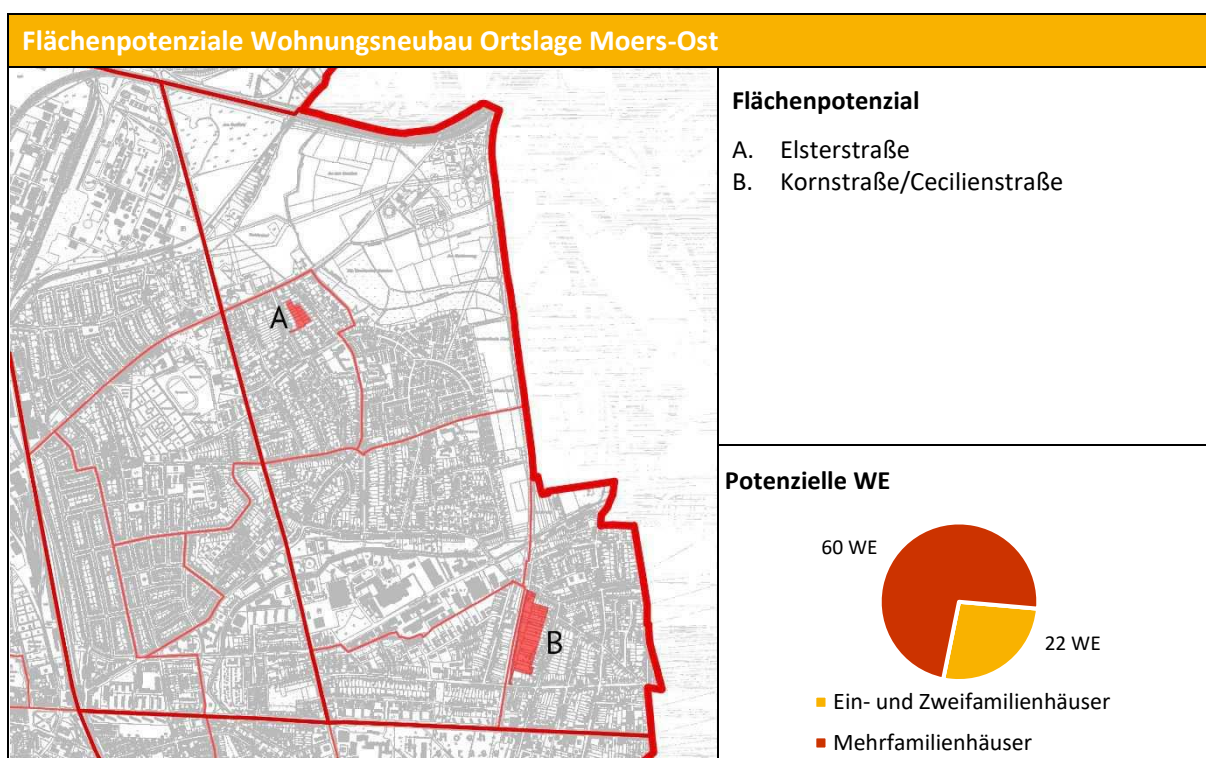 Flächenpotenziale Wohnungsneubau Ortslage Moers-Ost
A
B
Flächenpotenzial
A. Elsterstraße
B. Kornstraße/Cecilienstraße
Potenzielle WE
60 WE
22 WE
Ein- und Zweifamilienhäuser
Mehrfamilienhäuser